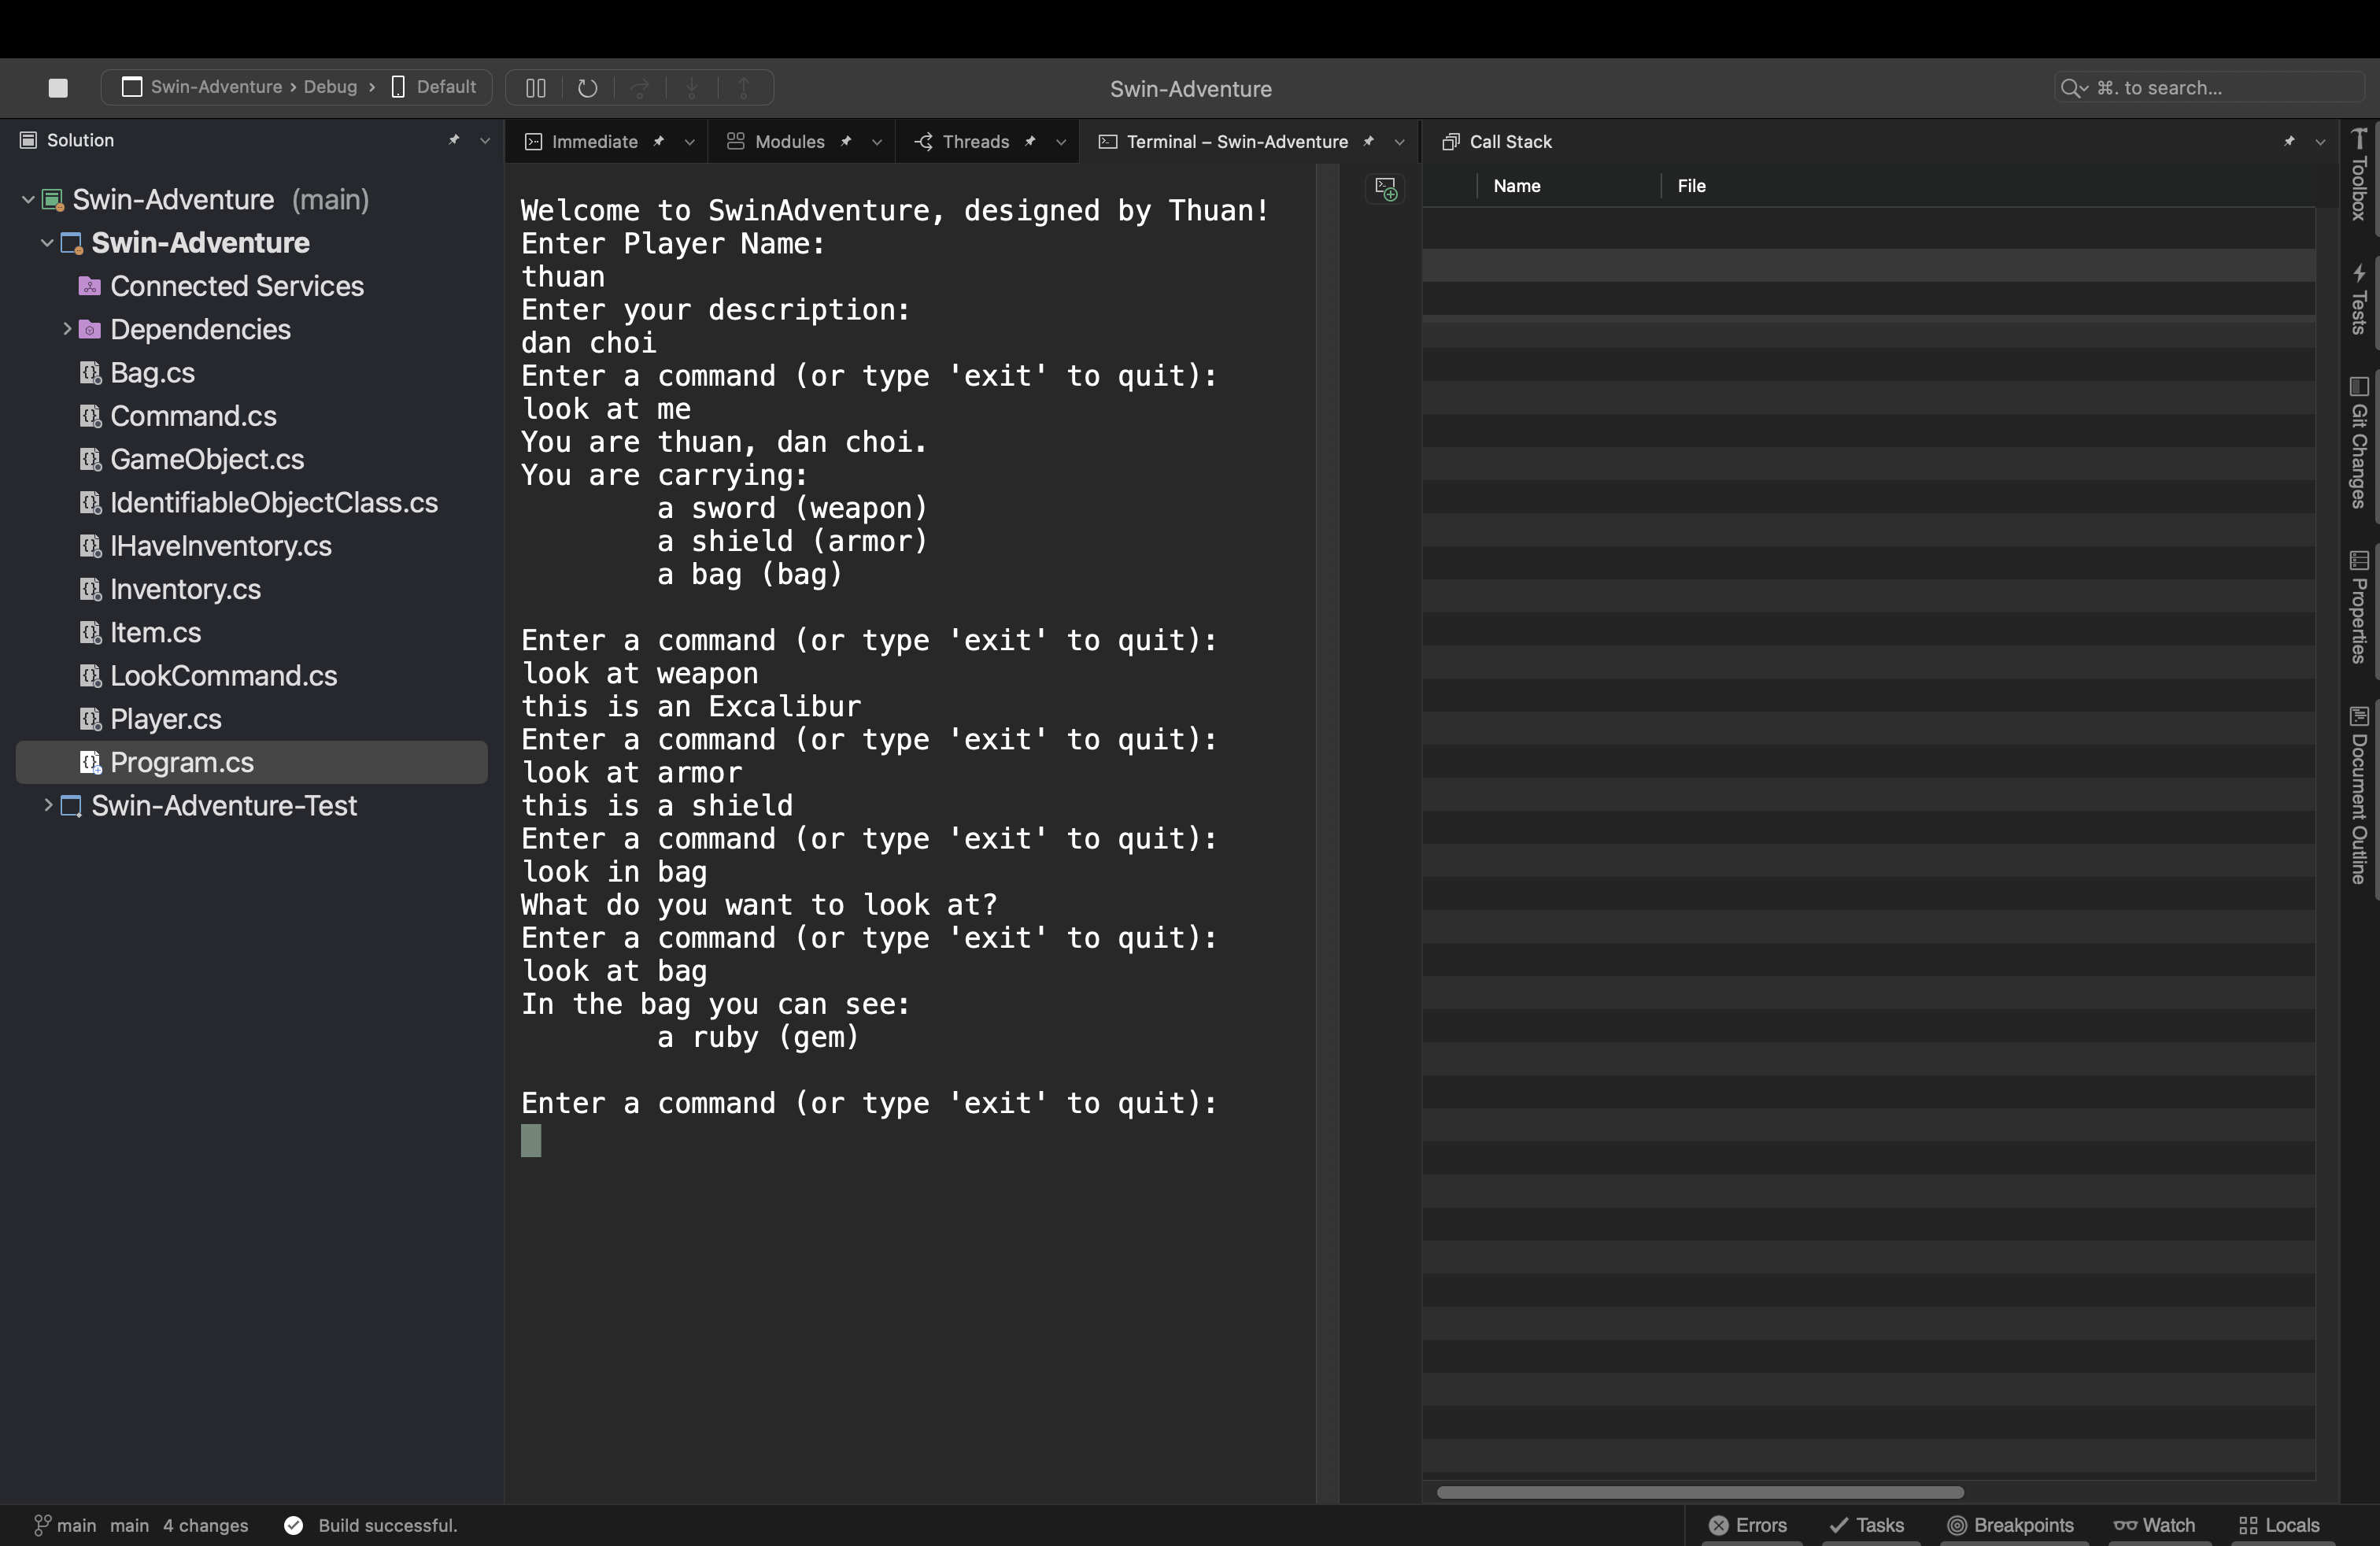 Swin-Adventure › Debug › Default
Swin-Adventure
⌘. to search...
Solution
Swin-Adventure (main)
Swin-Adventure
Connected Services
Dependencies
Bag.cs
Command.cs
GameObject.cs
IdentifiableObjectClass.cs
IHaveInventory.cs
Inventory.cs
Item.cs
LookCommand.cs
Player.cs
Program.cs
Swin-Adventure-Test
Immediate
Modules
Threads
Terminal – Swin-Adventure
Welcome to SwinAdventure, designed by Thuan!
Enter Player Name:
thuan
Enter your description:
dan choi
Enter a command (or type 'exit' to quit):
look at me
You are thuan, dan choi.
You are carrying:
a sword (weapon)
a shield (armor)
a bag (bag)
Enter a command (or type 'exit' to quit):
look at weapon
this is an Excalibur
Enter a command (or type 'exit' to quit):
look at armor
this is a shield
Enter a command (or type 'exit' to quit):
look in bag
What do you want to look at?
Enter a command (or type 'exit' to quit):
look at bag
In the bag you can see:
a ruby (gem)
Enter a command (or type 'exit' to quit):
Call Stack
Name
File
Toolbox
Tests
Git Changes
Properties
Document Outline
main main 4 changes
Build successful.
Errors
Tasks
Breakpoints
Watch
Locals